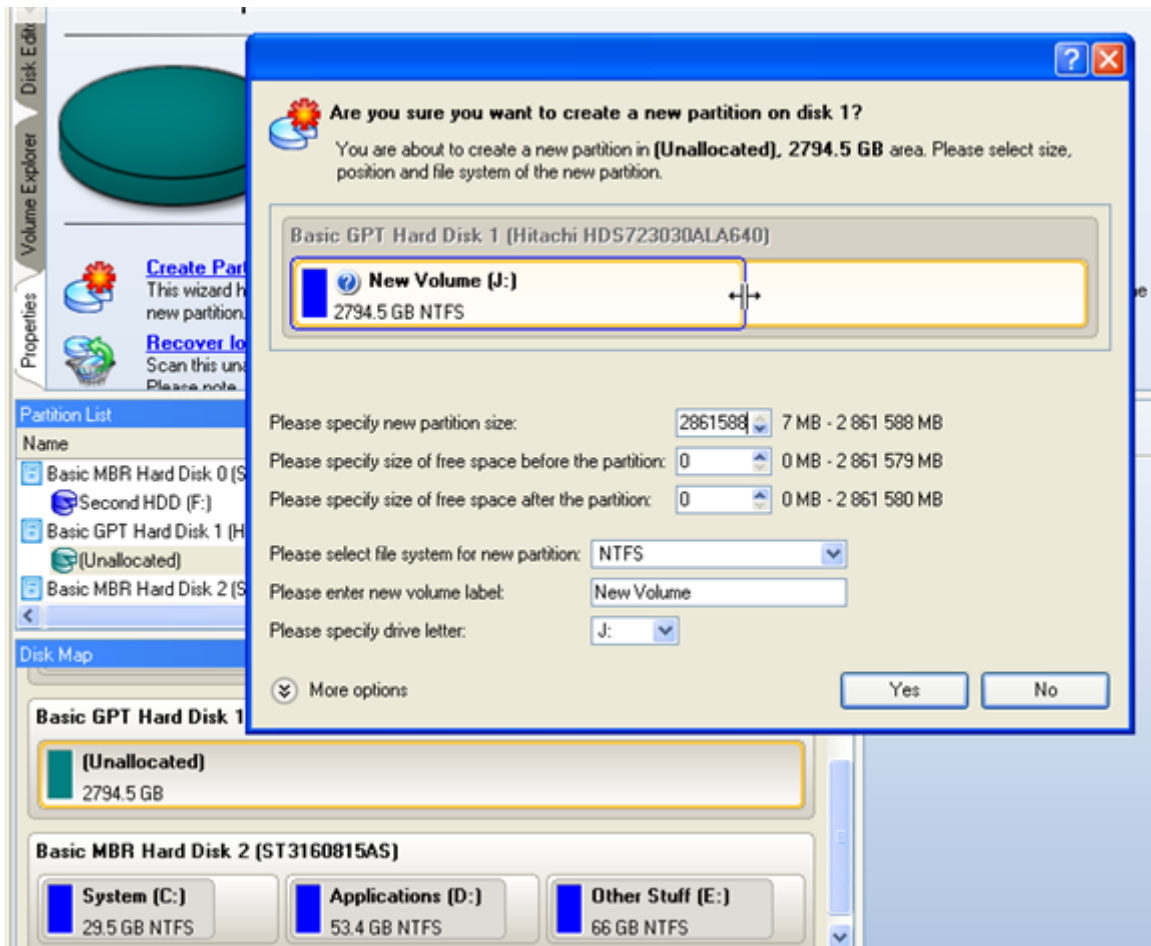 Disk Edit
Volume Explorer
Properties
Create Part
This wizard h
new partition.
Recover lo
Scan this una
Please note
Partition List
Name
Basic MBR Hard Disk 0 (S
Second HDD (F:)
Basic GPT Hard Disk 1 (H
(Unallocated)
Basic MBR Hard Disk 2 (S
Disk Map
Basic GPT Hard Disk 1
(Unallocated)
2794.5 GB
Basic MBR Hard Disk 2 (ST3160815AS)
System (C:)
29.5 GB NTFS
Applications (D:)
53.4 GB NTFS
Other Stuff (E:)
66 GB NTFS
Are you sure you want to create a new partition on disk 1?
You are about to create a new partition in (Unallocated), 2794.5 GB area. Please select size,
position and file system of the new partition.
Basic GPT Hard Disk 1 (Hitachi HDS723030ALA640)
New Volume (J:)
2794.5 GB NTFS
Please specify new partition size: 2861588 7 MB - 2 861 588 MB
Please specify size of free space before the partition: 0 0 MB - 2 861 579 MB
Please specify size of free space after the partition: 0 0 MB - 2 861 580 MB
Please select file system for new partition: NTFS
Please enter new volume label: New Volume
Please specify drive letter: J:
More options
Yes No